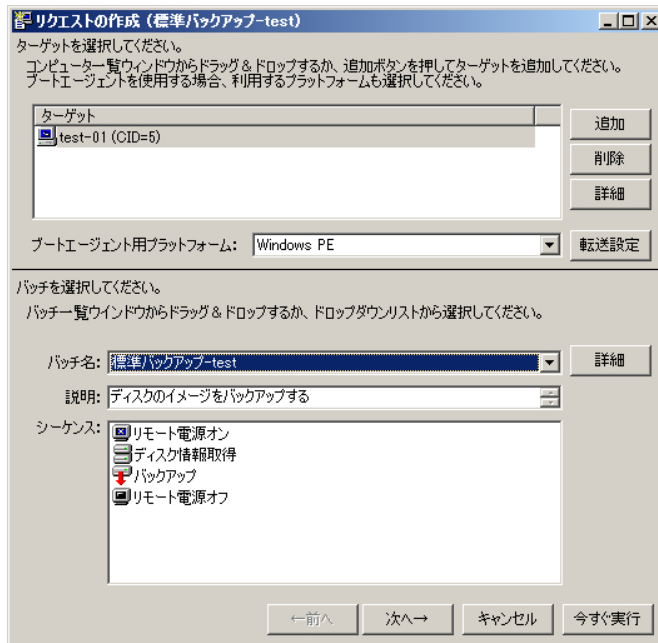 リクエストの作成（標準バックアップ-test）
ターゲットを選択してください。
コンピューター覧ウィンドウからドラッグ＆ドロップするか、追加ボタンを押してターゲットを追加してください。
ブートエージェントを使用する場合、利用するプラットフォームも選択してください。
ターゲット
test-01 (CID=5)
追加
削除
詳細
ブートエージェント用プラットフォーム： Windows PE 転送設定
バッチを選択してください。
バッチ一覧ウインドウからドラッグ＆ドロップするか、ドロップダウンリストから選択してください。
バッチ名： 標準バックアップ-test 詳細
説明： ディスクのイメージをバックアップする
シーケンス：
リモート電源オン
ディスク情報取得
バックアップ
リモート電源オフ
←前へ 次へ→ キャンセル 今すぐ実行